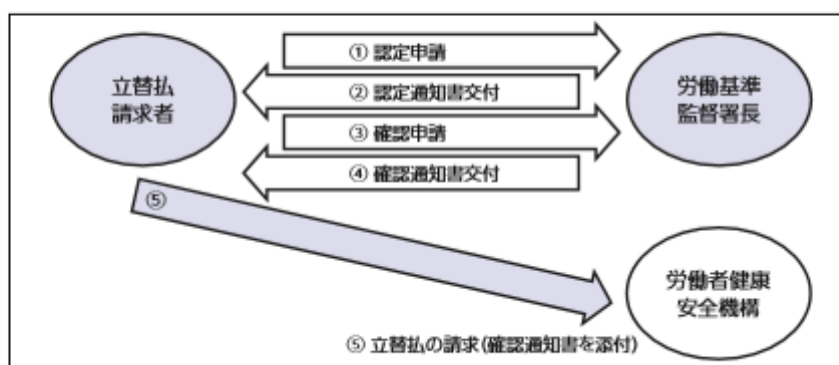 立替払
請求者
① 認定申請
② 認定通知書交付
③ 確認申請
④ 確認通知書交付
労働基準
監督署長
⑤
労働者健康
安全機構
⑤ 立替払の請求(確認通知書を添付)